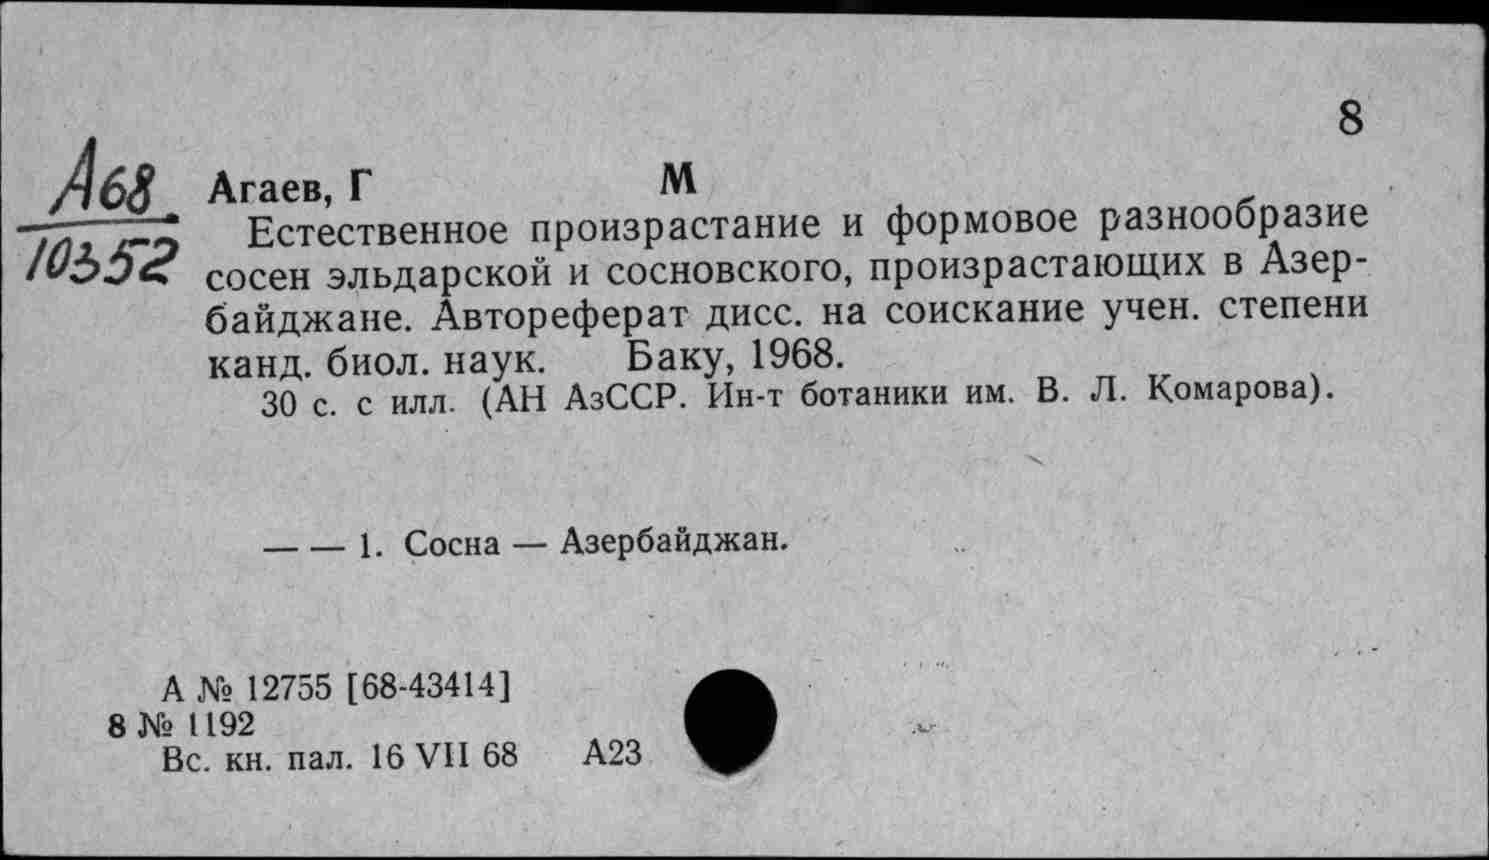 8
А68
10352
Агаев, Г М
Естественное произрастание и формовое разнообразие
сосен эльдарской и сосновского, произрастающих в Азер-
байджане. Автореферат дисс. на соискание учен. степени
канд. биол. наук. Баку, 1968.
30 с. с илл. (АН АзССР. Ин-т ботаники им. В. Л. Комарова).
— — 1. Сосна — Азербайджан.
А № 12755 [68-43414]
8 № 1192
Вс. кн. пал. 16 VII 68 А23